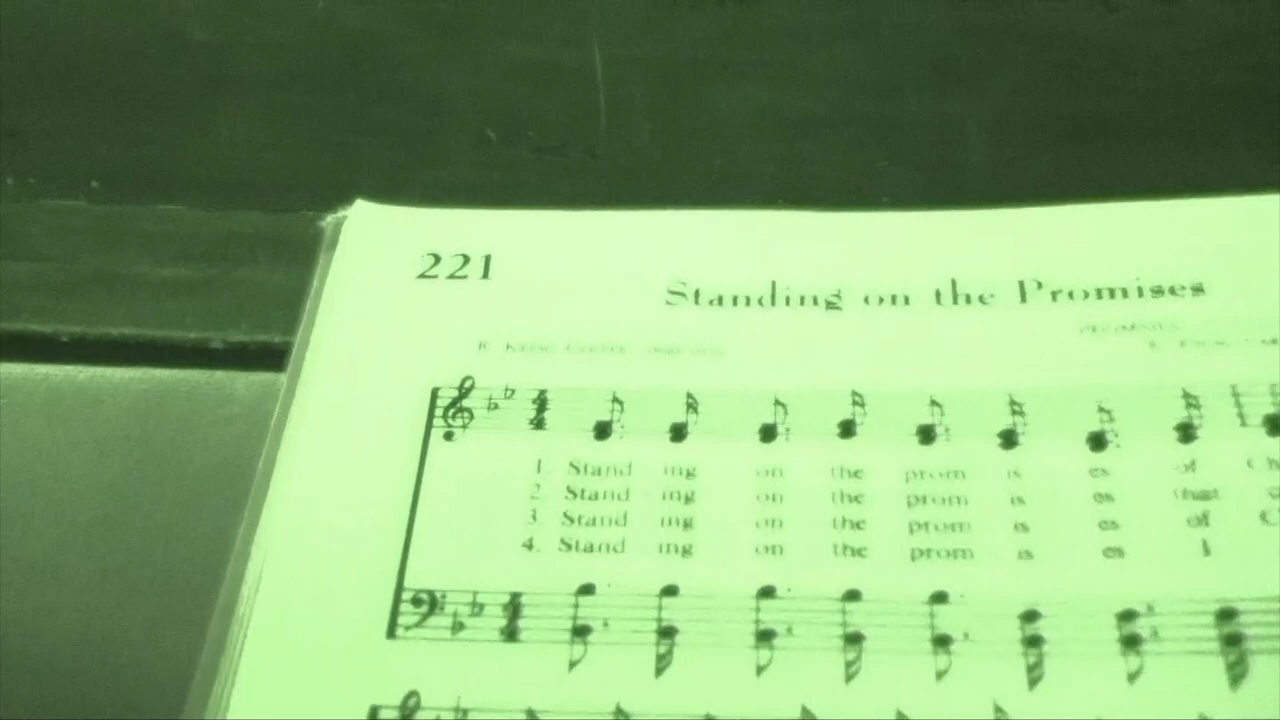 221
Standing on the Promises
1. Stand ing on the prom is es of
2. Stand ing on the prom is es that
3. Stand ing on the prom is es of
4. Stand ing on the prom is es I